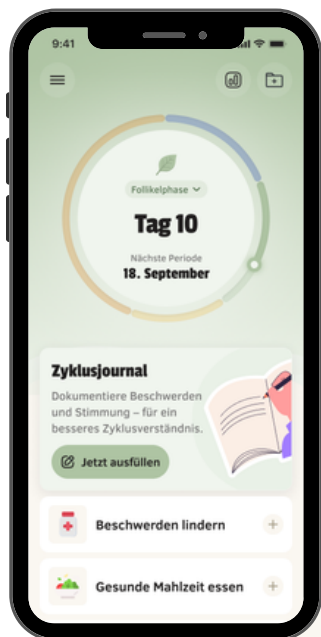 9:41
Follikelphase
Tag 10
Nächste Periode
18. September
Zyklusjournal
Dokumentiere Beschwerden
und Stimmung – für ein
besseres Zyklusverständnis.
Jetzt ausfüllen
Beschwerden lindern
Gesunde Mahlzeit essen